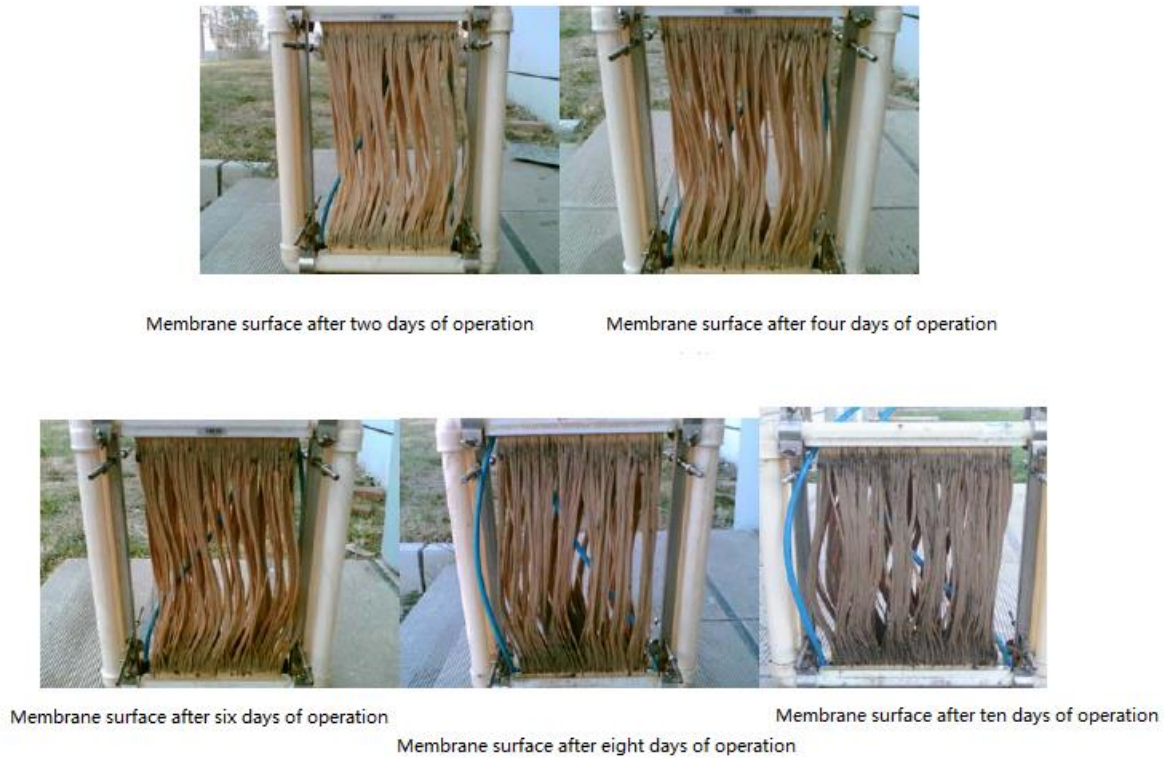 Membrane surface after two days of operation
Membrane surface after four days of operation
Membrane surface after six days of operation
Membrane surface after eight days of operation
Membrane surface after ten days of operation